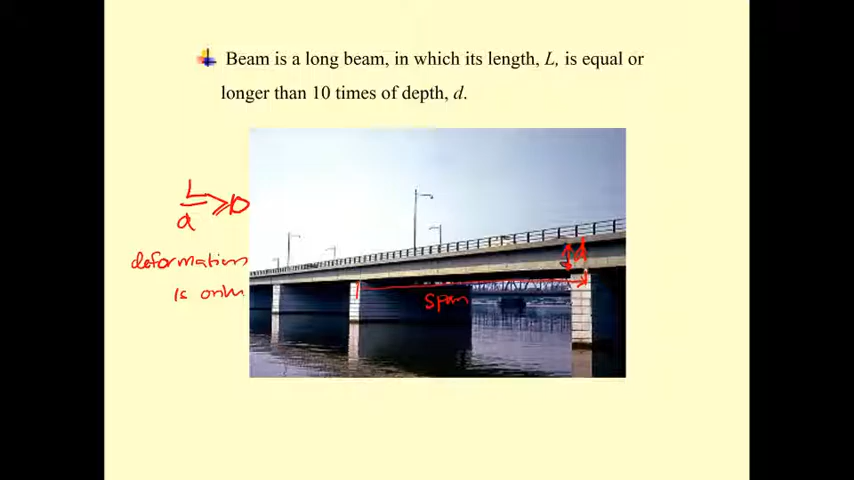 Beam is a long beam, in which its length, L, is equal or
longer than 10 times of depth, d.
L
d
≥ 10
deformation
is only
span
d